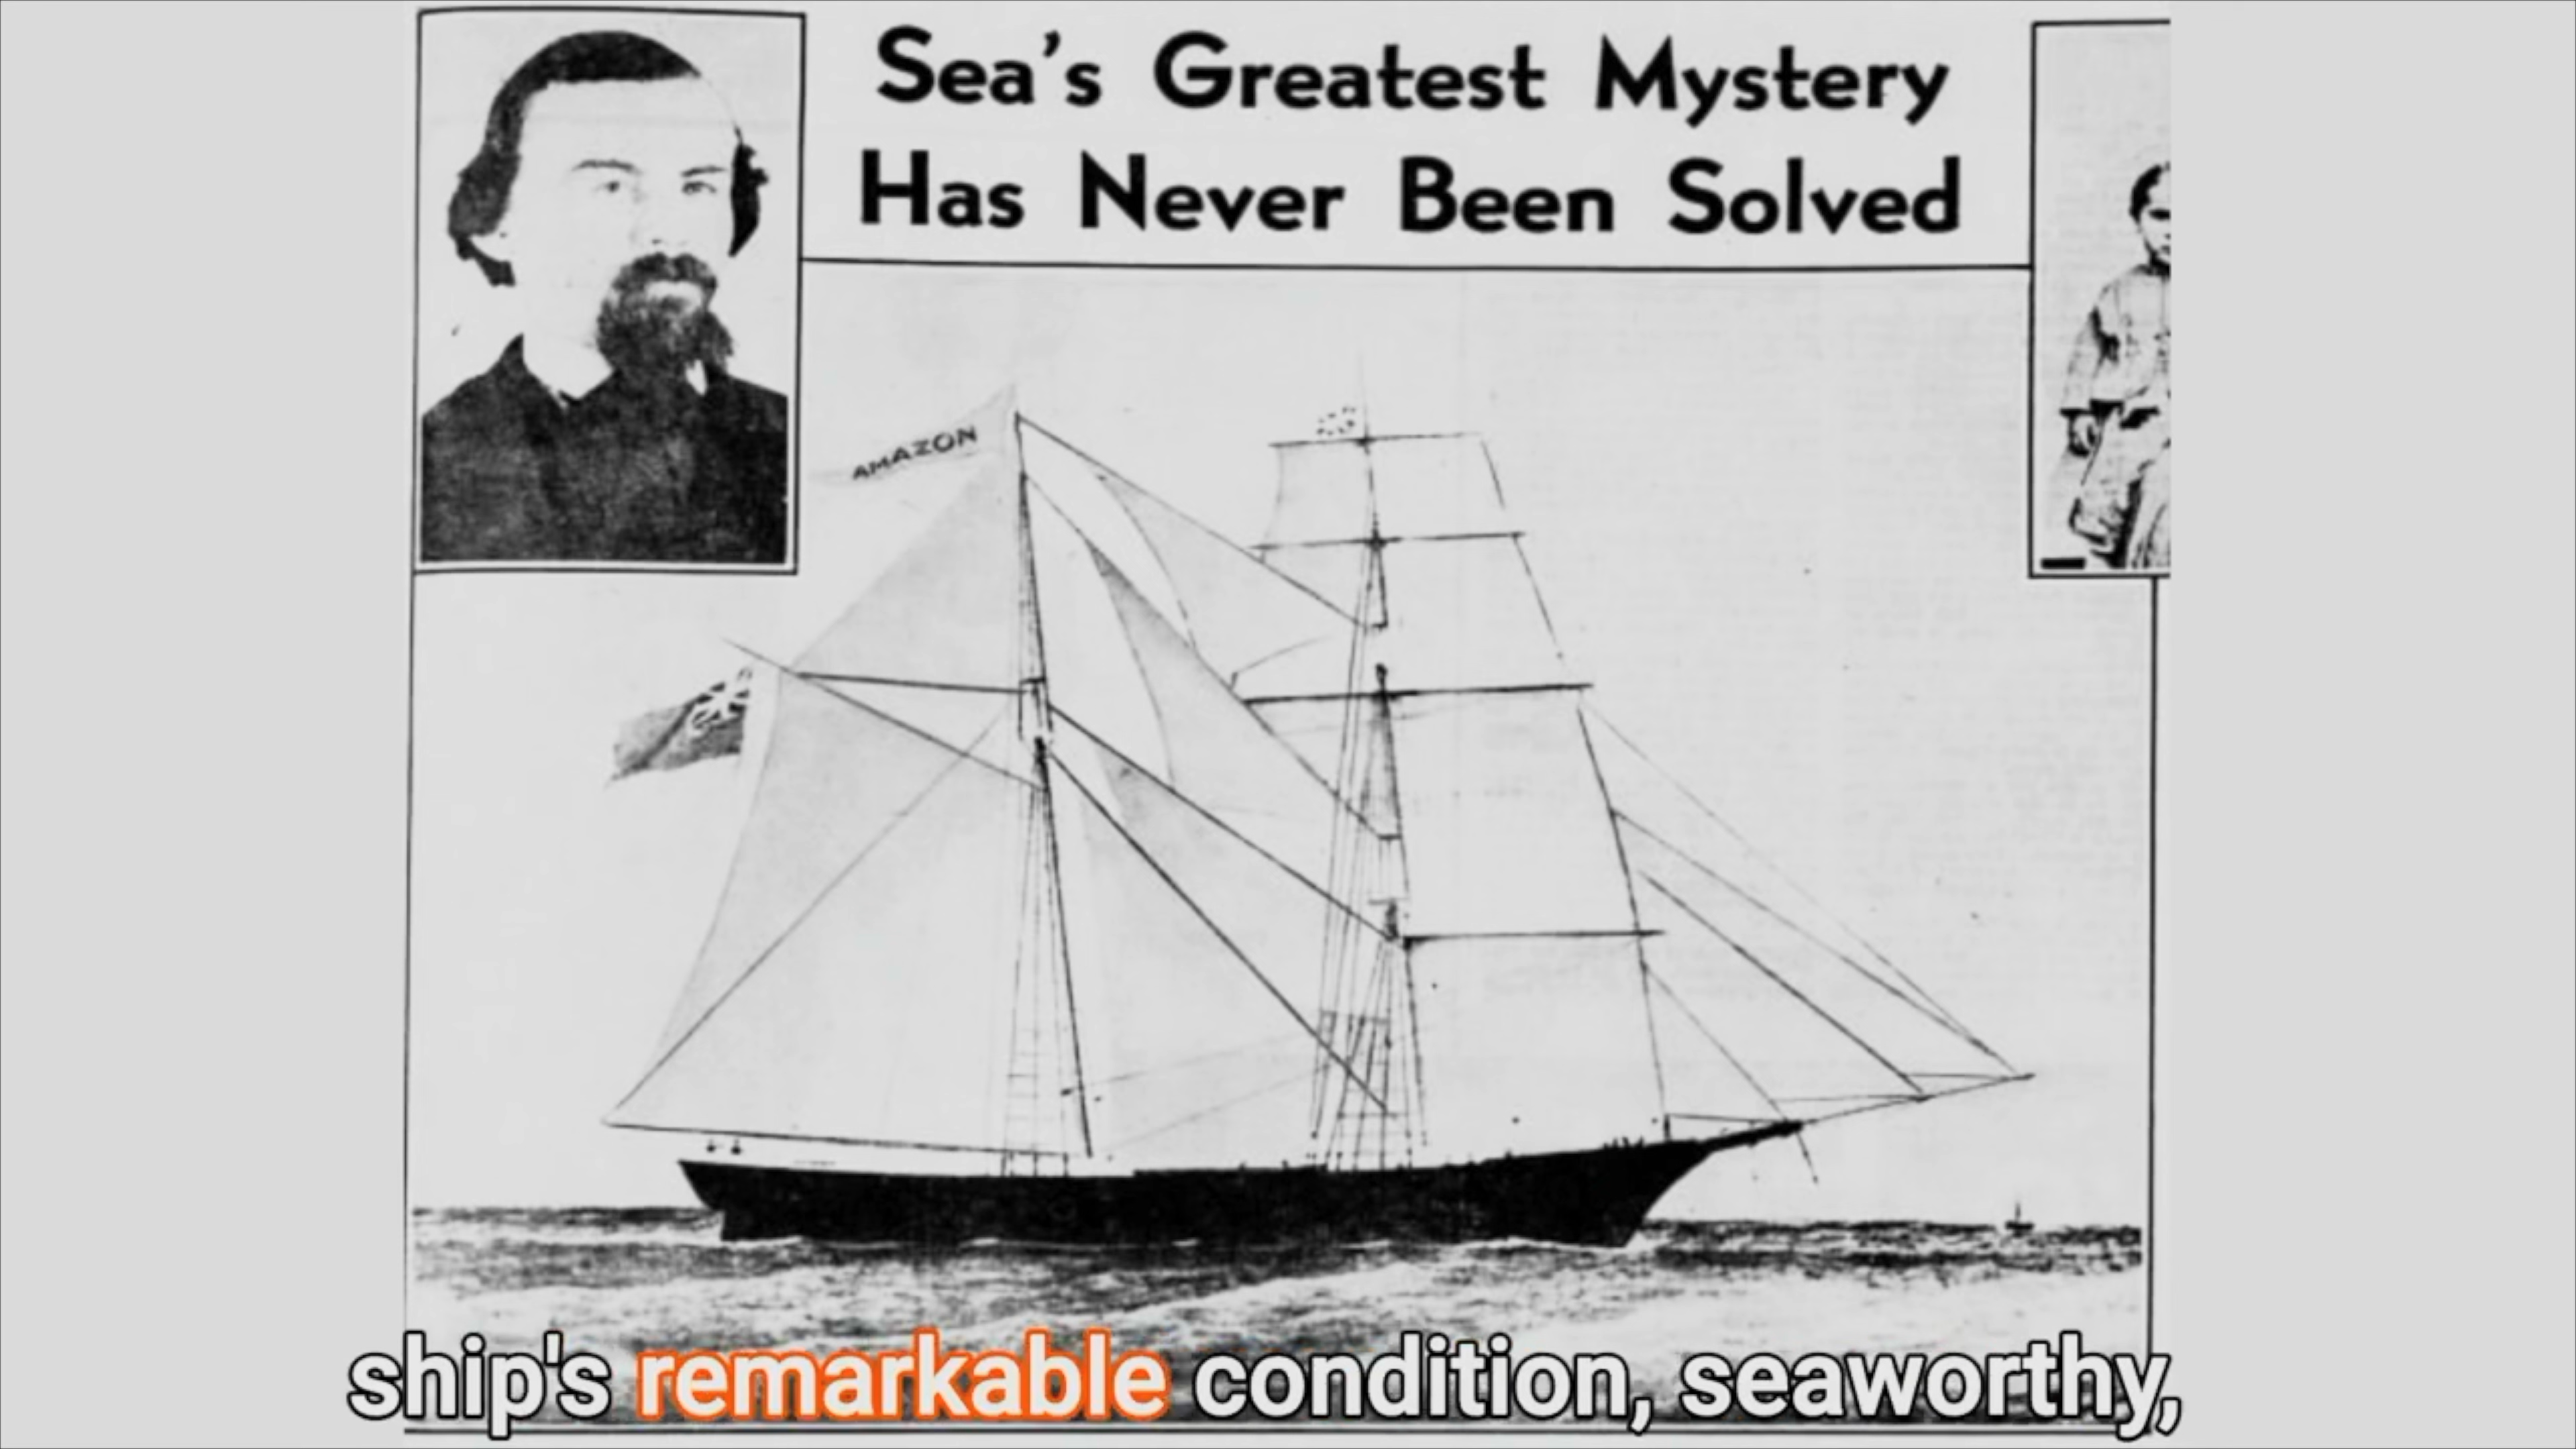 Sea's Greatest Mystery
Has Never Been Solved
AMAZON
ship's remarkable condition, seaworthy,